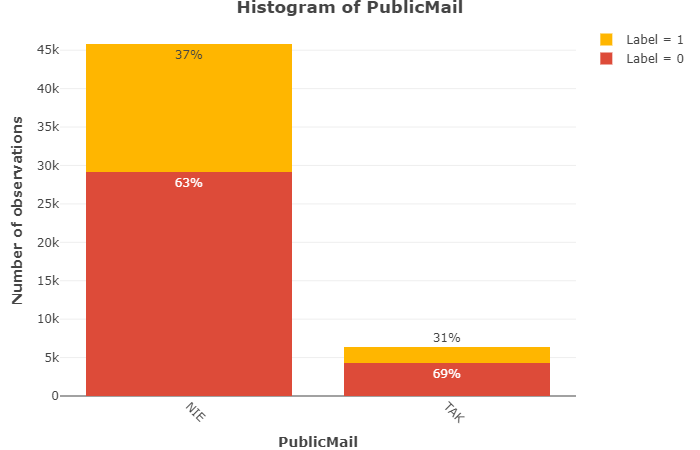 Histogram of PublicMail
Label = 1
Label = 0
Number of observations
45k
40k
35k
30k
25k
20k
15k
10k
5k
0
37%
63%
31%
69%
NIE
TAK
PublicMail